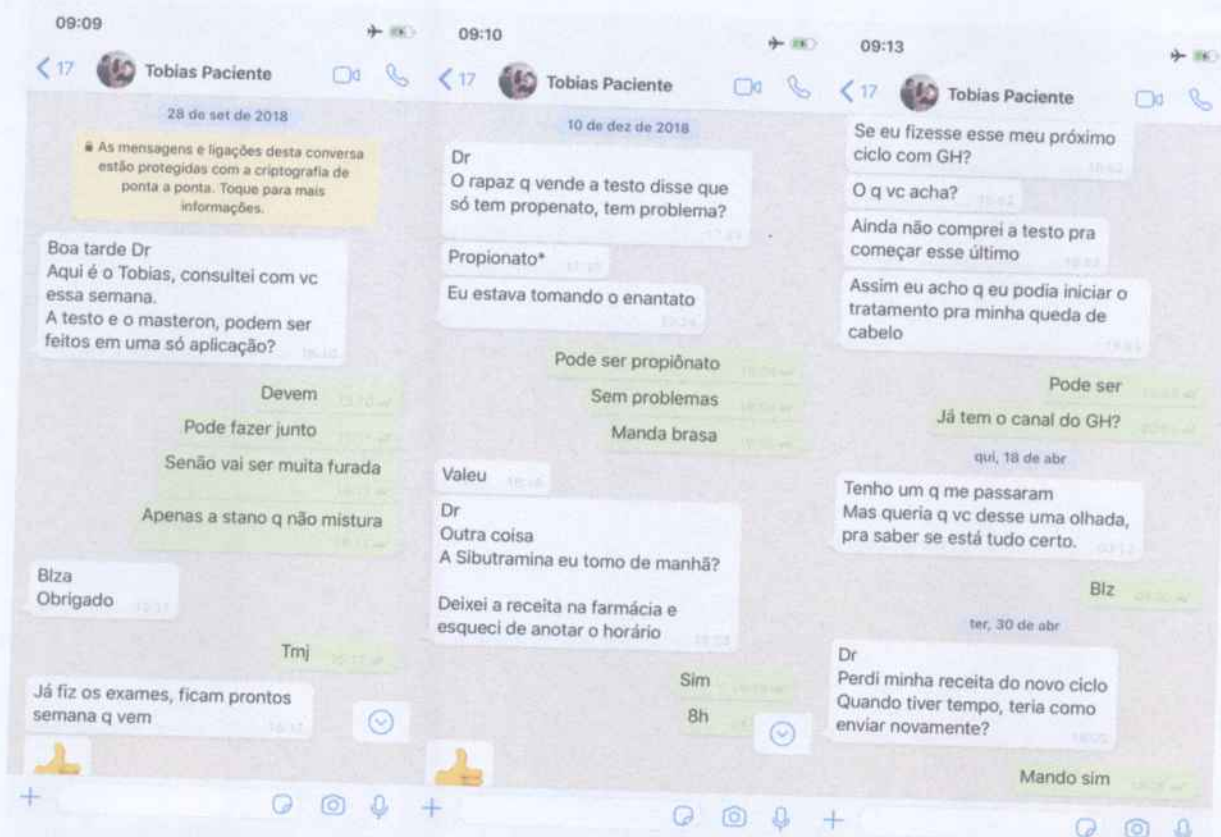 09:09
17 Tobias Paciente
28 de set de 2018
As mensagens e ligações desta conversa
estão protegidas com a criptografia de
ponta a ponta. Toque para mais
informações.
Boa tarde Dr
Aqui é o Tobias, consultei com vc
essa semana.
A testo e o masteron, podem ser
feitos em uma só aplicação?
Devem
Pode fazer junto
Senão vai ser muita furada
Apenas a stano q não mistura
Blza
Obrigado
Tmj
Já fiz os exames, ficam prontos
semana q vem
09:10
17 Tobias Paciente
10 de dez de 2018
Dr
O rapaz q vende a testo disse que
só tem propenato, tem problema?
Propionato*
Eu estava tomando o enantato
Pode ser propiônato
Sem problemas
Manda brasa
Valeu
Dr
Outra coisa
A Sibutramina eu tomo de manhã?
Deixei a receita na farmácia e
esqueci de anotar o horário
Sim
8h
09:13
17 Tobias Paciente
Se eu fizesse esse meu próximo
ciclo com GH?
O q vc acha?
Ainda não comprei a testo pra
começar esse último
Assim eu acho q eu podia iniciar o
tratamento pra minha queda de
cabelo
Pode ser
Já tem o canal do GH?
qui, 18 de abr
Tenho um q me passaram
Mas queria q vc desse uma olhada,
pra saber se está tudo certo.
Blz
ter, 30 de abr
Dr
Perdi minha receita do novo ciclo
Quando tiver tempo, teria como
enviar novamente?
Mando sim